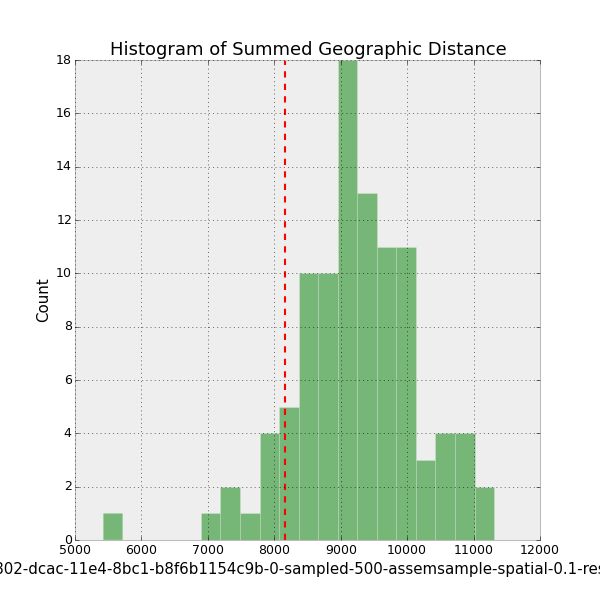 Histogram of Summed Geographic Distance
18
16
14
12
10
8
6
4
2
0
Count
5000 6000 7000 8000 9000 10000 11000 12000
302-dcac-11e4-8bc1-b8f6b1154c9b-0-sampled-500-assemsample-spatial-0.1-res